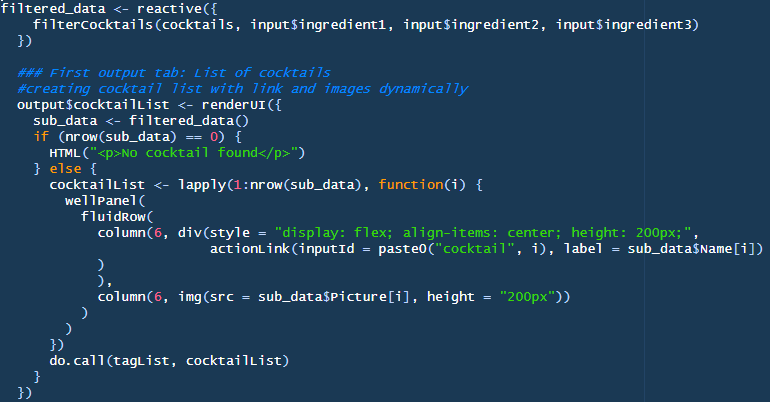 filtered_data <- reactive({
    filterCocktails(cocktails, input$ingredient1, input$ingredient2, input$ingredient3)
  })

  ### First output tab: List of cocktails
  #creating cocktail list with link and images dynamically
  output$cocktailList <- renderUI({
    sub_data <- filtered_data()
    if (nrow(sub_data) == 0) {
      HTML("<p>No cocktail found</p>")
    } else {
      cocktailList <- lapply(1:nrow(sub_data), function(i) {
        wellPanel(
          fluidRow(
            column(6, div(style = "display: flex; align-items: center; height: 200px;",
                          actionLink(inputId = paste0("cocktail", i), label = sub_data$Name[i])
            )
            ),
            column(6, img(src = sub_data$Picture[i], height = "200px"))
          )
        )
      })
      do.call(tagList, cocktailList)
    }
  })